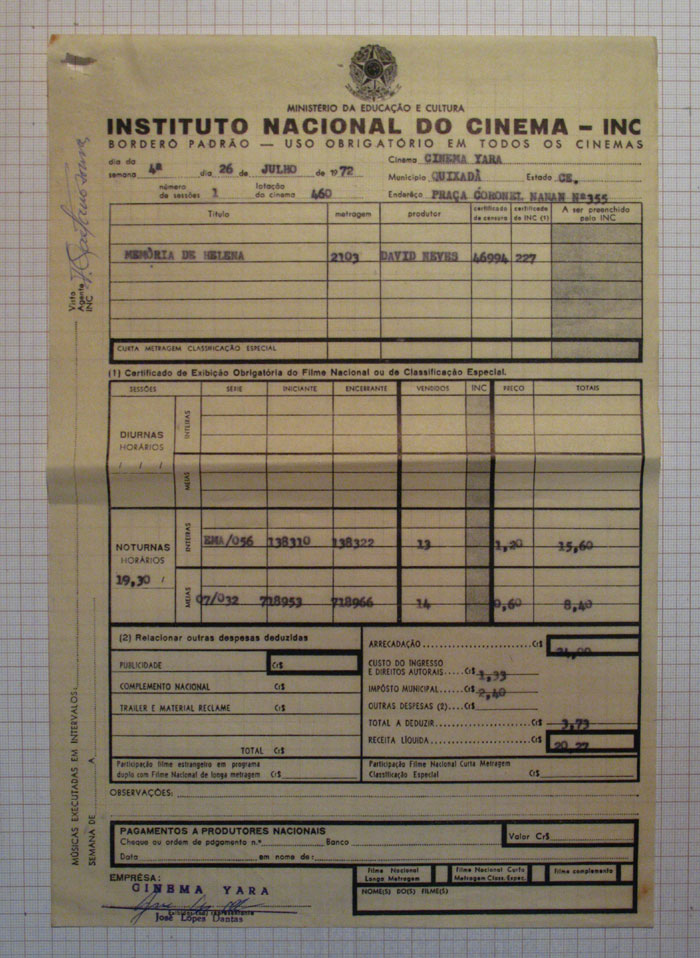 MINISTÉRIO DA EDUCAÇÃO E CULTURA
INSTITUTO NACIONAL DO CINEMA – INC
BORDERÔ PADRÃO — USO OBRIGATÓRIO EM TODOS OS CINEMAS
dia da semana 4ª dia 26 de JULHO de 1972 Cinema CINEMA YARA
Município QUIXADÁ Estado CE.
número de sessões 1 lotação do cinema 460 Endereço PRAÇA CORONEL NANAN Nº 355
Título metragem produtor certificado de censura certificado do INC (1) A ser preenchido pelo INC
MEMÓRIA DE HELENA 2103 DAVID NEVES 46994 227
CURTA METRAGEM CLASSIFICAÇÃO ESPECIAL
Visto Agente INC
(1) Certificado de Exibição Obrigatória do Filme Nacional ou de Classificação Especial.
SESSÕES SÉRIE INICIANTE ENCERRANTE VENDIDOS INC PREÇO TOTAIS
DIURNAS
HORÁRIOS
/ / /
INTEIRAS
MEIAS
NOTURNAS
HORÁRIOS
19,30 /
INTEIRAS EMA/056 138310 138322 13 1,20 15,60
MEIAS 07/032 718953 718966 14 0,60 8,40
(2) Relacionar outras despesas deduzidas
PUBLICIDADE Cr$
COMPLEMENTO NACIONAL Cr$
TRAILER E MATERIAL RECLAME Cr$
TOTAL Cr$
Participação filme estrangeiro em programa
duplo com Filme Nacional de longa metragem Cr$
ARRECADAÇÃO Cr$ 24,00
CUSTO DO INGRESSO
E DIREITOS AUTORAIS Cr$ 1,33
IMPÔSTO MUNICIPAL Cr$ 2,40
OUTRAS DESPESAS (2) Cr$
TOTAL A DEDUZIR Cr$ 3,73
RECEITA LÍQUIDA Cr$ 20,27
Participação Filme Nacional Curta Metragem
Classificação Especial Cr$
OBSERVAÇÕES:
PAGAMENTOS A PRODUTORES NACIONAIS
Cheque ou ordem de pagamento n.º Banco Valor Cr$
Data em nome de:
EMPRÊSA:
CINEMA YARA
José Lopes Dantas
Filme Nacional Longa Metragem
Filme Nacional Curta Metragem Class. Espec.
Filme complemento
NOME(S) DO(S) FILME(S)
MÚSICAS EXECUTADAS EM INTERVALOS:
SEMANA DE A